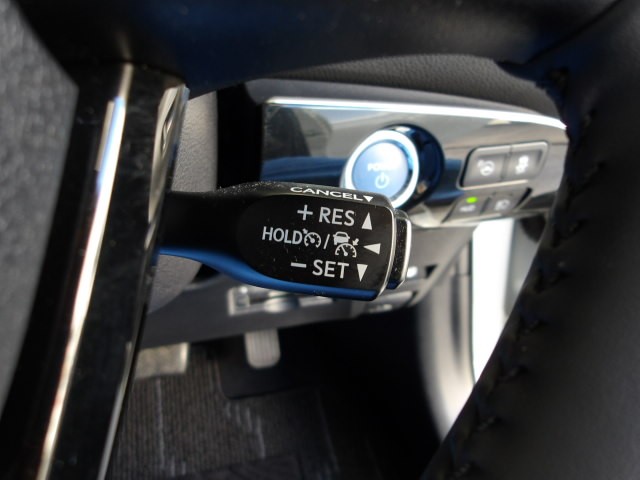 CANCEL
+ RES
HOLD /
− SET
POWER